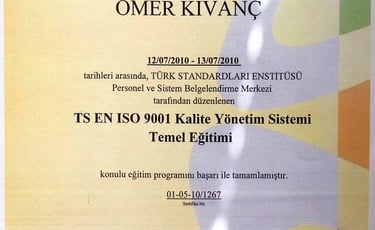 ÖMER KIVANÇ
12/07/2010 - 13/07/2010
tarihleri arasında, TÜRK STANDARDLARI ENSTİTÜSÜ
Personel ve Sistem Belgelendirme Merkezi
tarafından düzenlenen
TS EN ISO 9001 Kalite Yönetim Sistemi
Temel Eğitimi
konulu eğitim programını başarı ile tamamlamıştır.
01-05-10/1267
Sertifika No